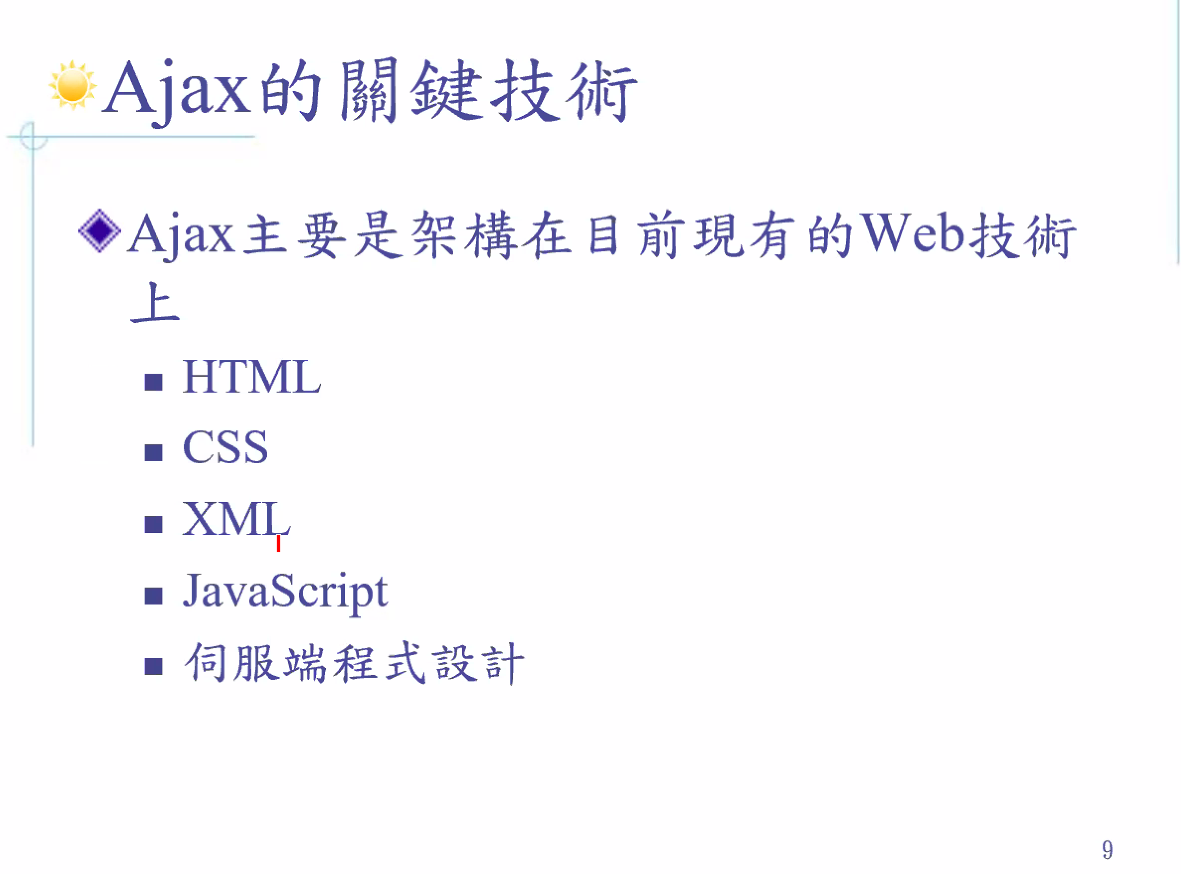 Ajax的關鍵技術
Ajax主要是架構在目前現有的Web技術
上
HTML
CSS
XML
JavaScript
伺服端程式設計
9